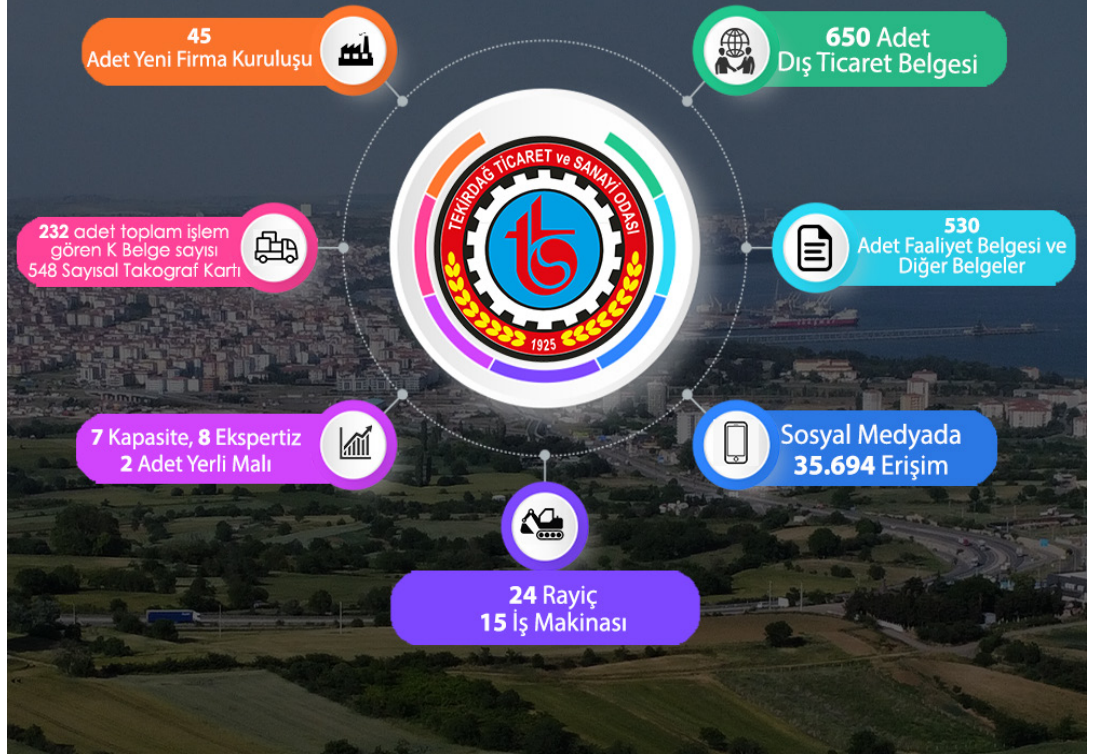 45
Adet Yeni Firma Kuruluşu
650 Adet
Dış Ticaret Belgesi
TEKİRDAĞ TİCARET ve SANAYİ ODASI
ts
1925
232 adet toplam işlem
gören K Belge sayısı
548 Sayısal Takograf Kartı
530
Adet Faaliyet Belgesi ve
Diğer Belgeler
7 Kapasite, 8 Ekspertiz
2 Adet Yerli Malı
Sosyal Medyada
35.694 Erişim
24 Rayiç
15 İş Makinası